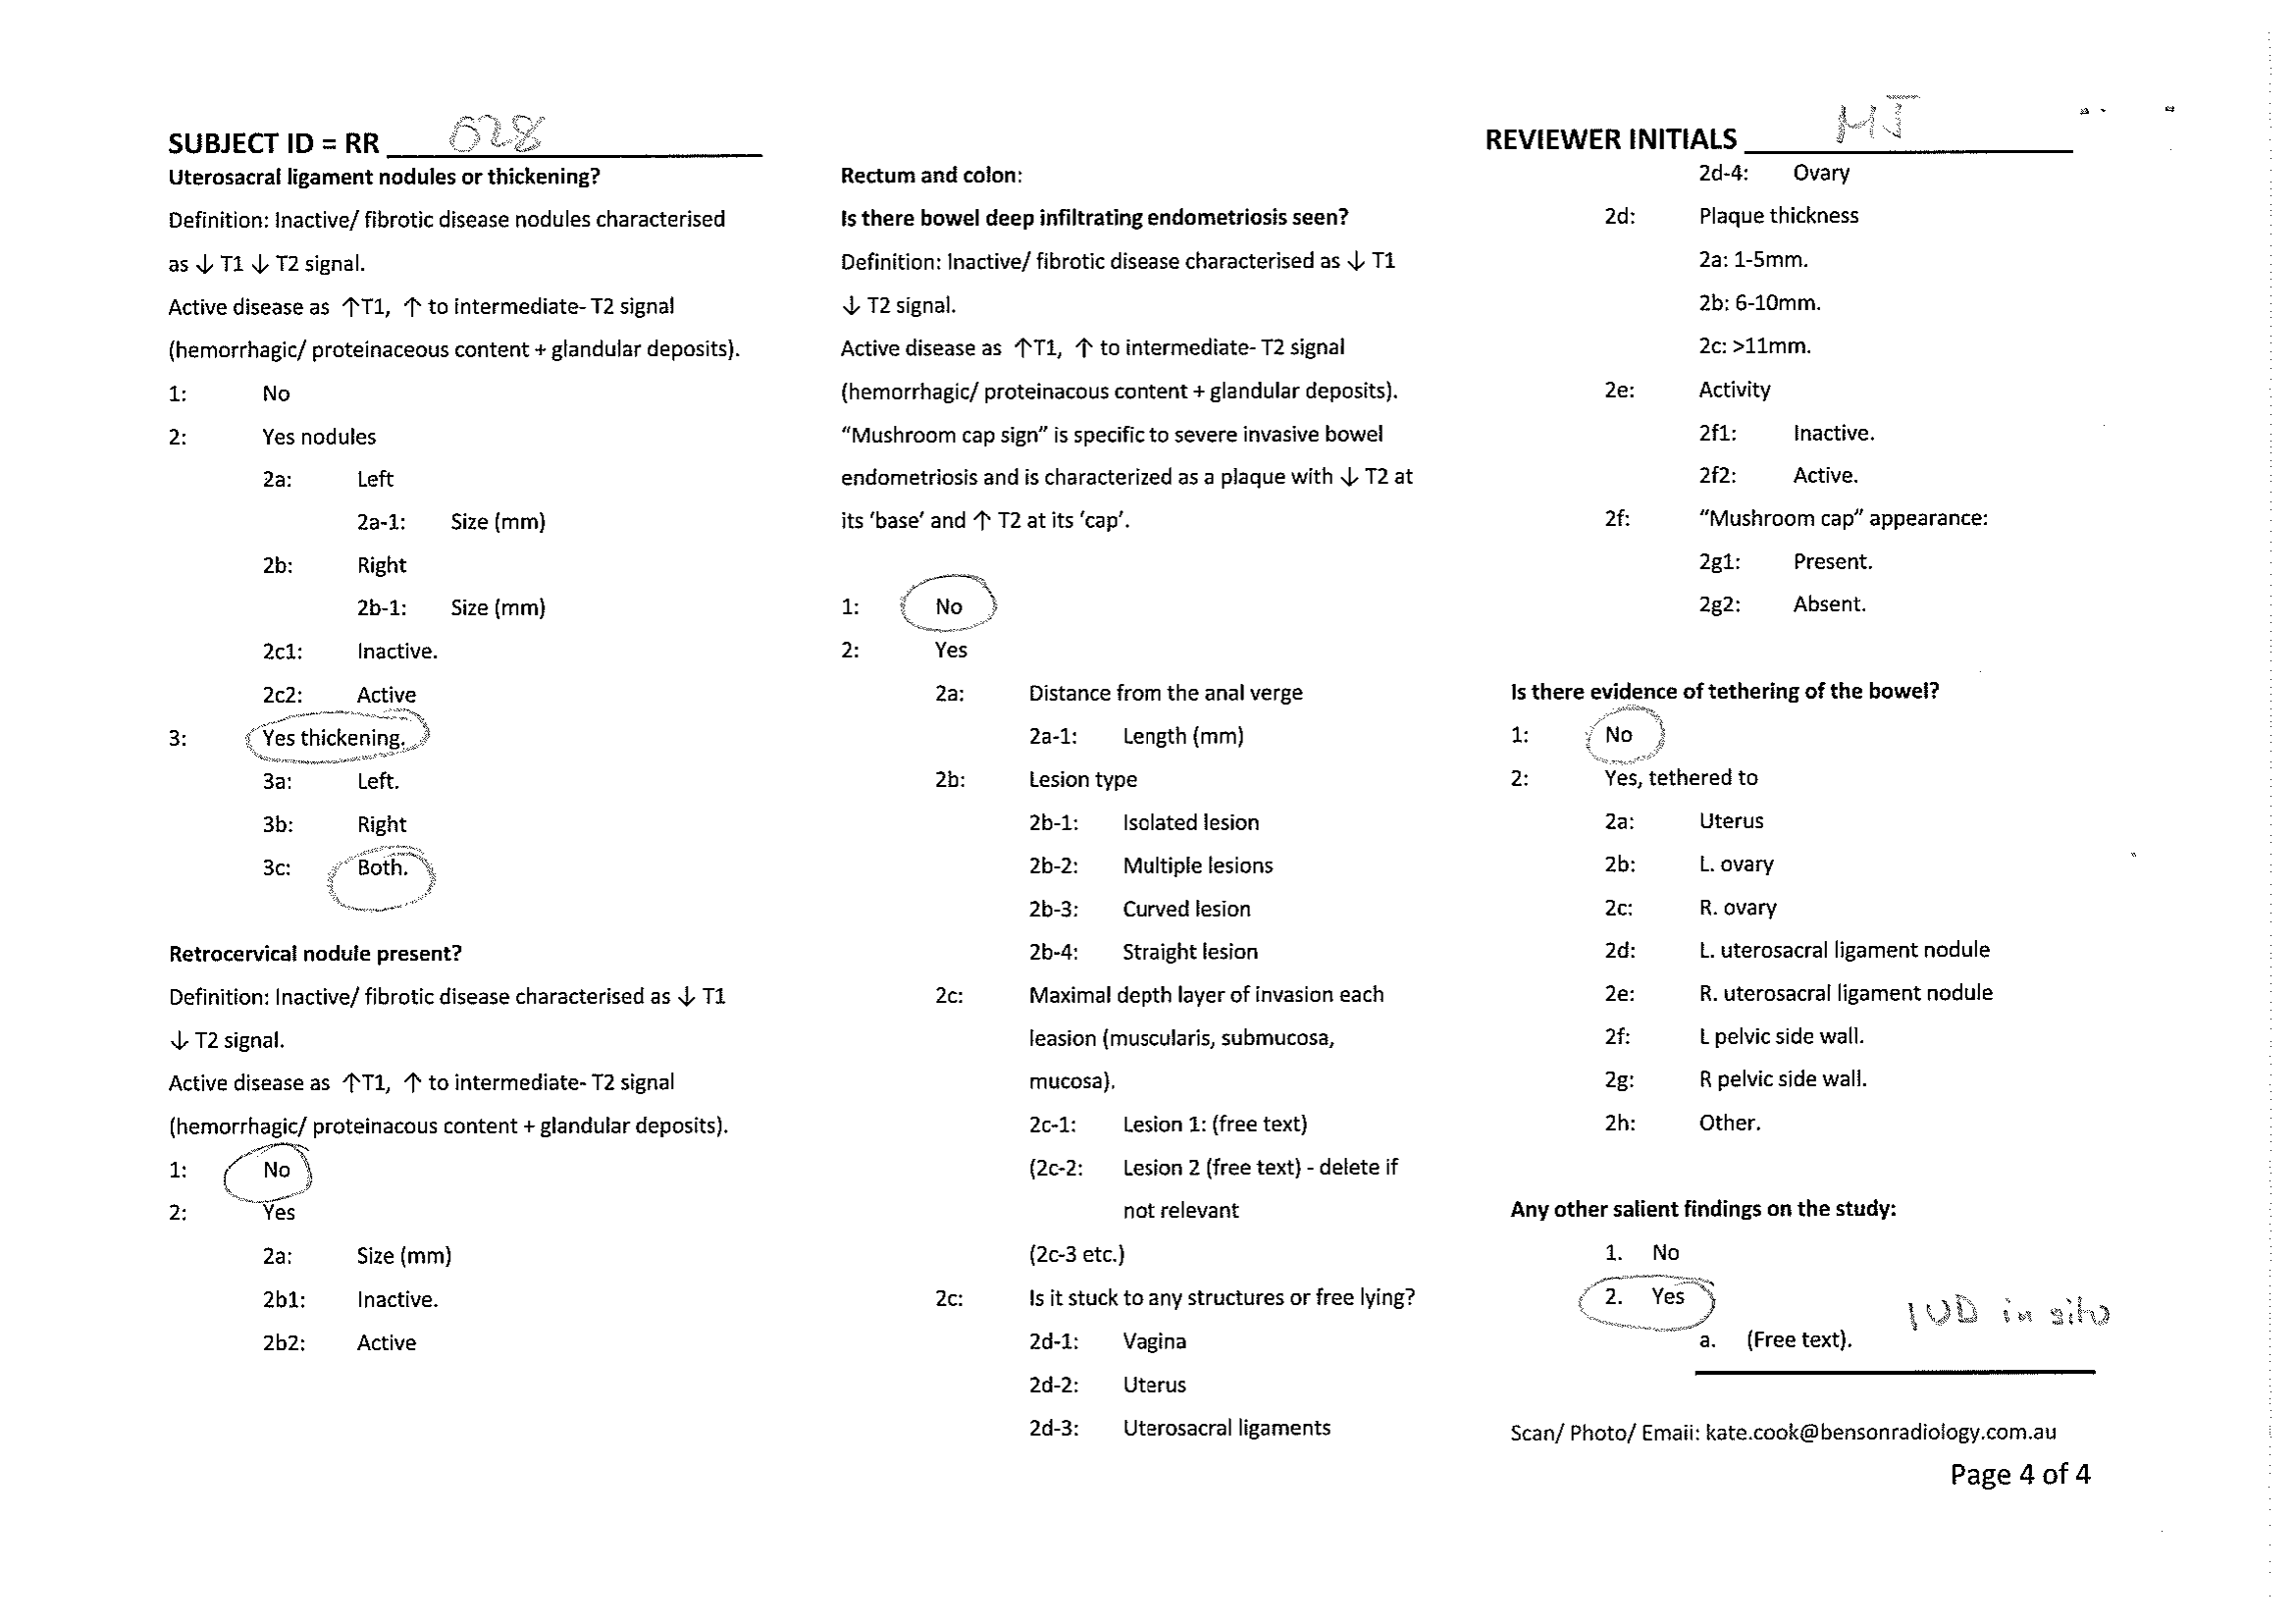 SUBJECT ID = RR 028
Uterosacral ligament nodules or thickening?
Definition: Inactive/ fibrotic disease nodules characterised
as ↓ T1 ↓ T2 signal.
Active disease as ↑T1, ↑ to intermediate- T2 signal
(hemorrhagic/ proteinaceous content + glandular deposits).
1: No
2: Yes nodules
2a: Left
2a-1: Size (mm)
2b: Right
2b-1: Size (mm)
2c1: Inactive.
2c2: Active
3: Yes thickening.
3a: Left.
3b: Right
3c: Both.
Retrocervical nodule present?
Definition: Inactive/ fibrotic disease characterised as ↓ T1
↓ T2 signal.
Active disease as ↑T1, ↑ to intermediate- T2 signal
(hemorrhagic/ proteinacous content + glandular deposits).
1: No
2: Yes
2a: Size (mm)
2b1: Inactive.
2b2: Active
Rectum and colon:
Is there bowel deep infiltrating endometriosis seen?
Definition: Inactive/ fibrotic disease characterised as ↓ T1
↓ T2 signal.
Active disease as ↑T1, ↑ to intermediate- T2 signal
(hemorrhagic/ proteinacous content + glandular deposits).
“Mushroom cap sign” is specific to severe invasive bowel
endometriosis and is characterized as a plaque with ↓ T2 at
its ‘base’ and ↑ T2 at its ‘cap’.
1: No
2: Yes
2a: Distance from the anal verge
2a-1: Length (mm)
2b: Lesion type
2b-1: Isolated lesion
2b-2: Multiple lesions
2b-3: Curved lesion
2b-4: Straight lesion
2c: Maximal depth layer of invasion each
leasion (muscularis, submucosa,
mucosa).
2c-1: Lesion 1: (free text)
(2c-2: Lesion 2 (free text) - delete if
not relevant
(2c-3 etc.)
2c: Is it stuck to any structures or free lying?
2d-1: Vagina
2d-2: Uterus
2d-3: Uterosacral ligaments
REVIEWER INITIALS MJ
2d-4: Ovary
2d: Plaque thickness
2a: 1-5mm.
2b: 6-10mm.
2c: >11mm.
2e: Activity
2f1: Inactive.
2f2: Active.
2f: “Mushroom cap” appearance:
2g1: Present.
2g2: Absent.
Is there evidence of tethering of the bowel?
1: No
2: Yes, tethered to
2a: Uterus
2b: L. ovary
2c: R. ovary
2d: L. uterosacral ligament nodule
2e: R. uterosacral ligament nodule
2f: L pelvic side wall.
2g: R pelvic side wall.
2h: Other.
Any other salient findings on the study:
1. No
2. Yes
a. (Free text). IUD in situ
Scan/ Photo/ Email: kate.cook@bensonradiology.com.au
Page 4 of 4